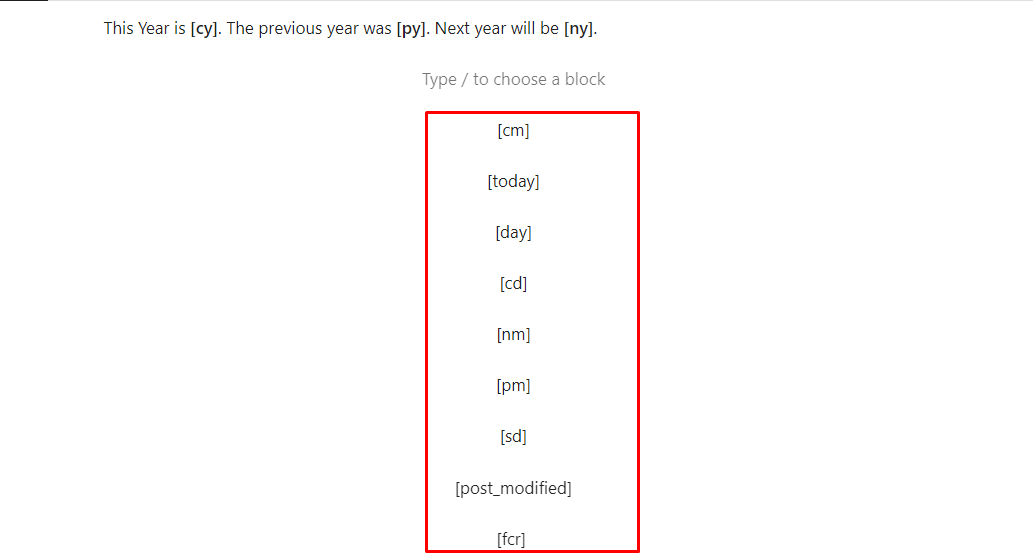 This Year is [cy]. The previous year was [py]. Next year will be [ny].
Type / to choose a block
[cm]
[today]
[day]
[cd]
[nm]
[pm]
[sd]
[post_modified]
[fcr]